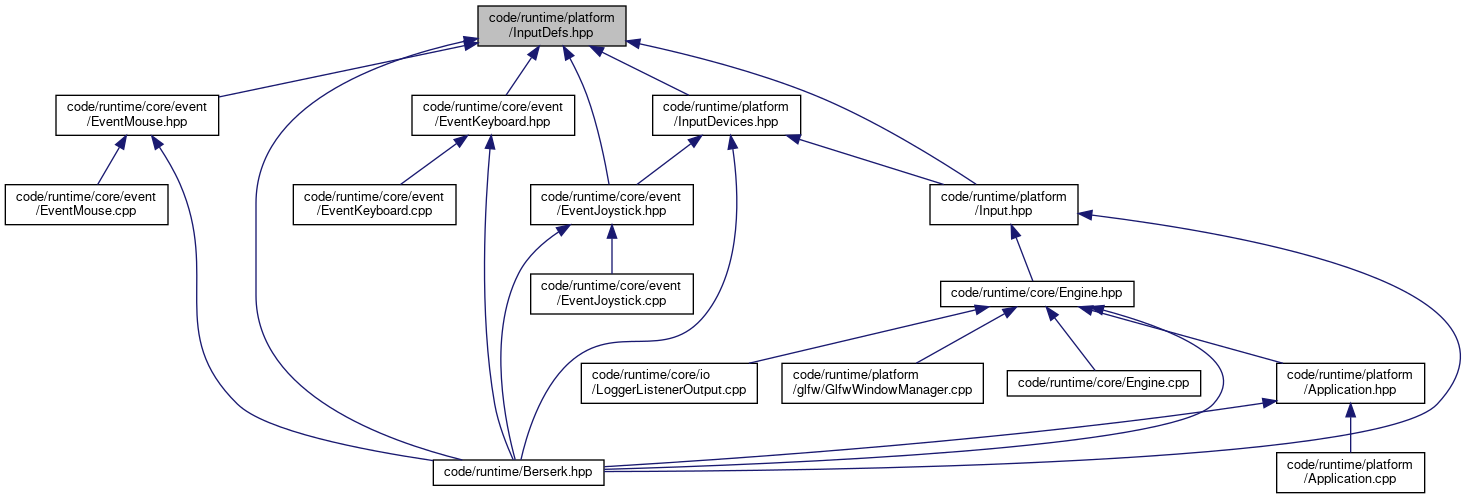 code/runtime/platform
/InputDefs.hpp
code/runtime/core/event
/EventMouse.hpp
code/runtime/core/event
/EventKeyboard.hpp
code/runtime/platform
/InputDevices.hpp
code/runtime/core/event
/EventMouse.cpp
code/runtime/core/event
/EventKeyboard.cpp
code/runtime/core/event
/EventJoystick.hpp
code/runtime/platform
/Input.hpp
code/runtime/core/event
/EventJoystick.cpp
code/runtime/core/Engine.hpp
code/runtime/core/io
/LoggerListenerOutput.cpp
code/runtime/platform
/glfw/GlfwWindowManager.cpp
code/runtime/core/Engine.cpp
code/runtime/platform
/Application.hpp
code/runtime/Berserk.hpp
code/runtime/platform
/Application.cpp